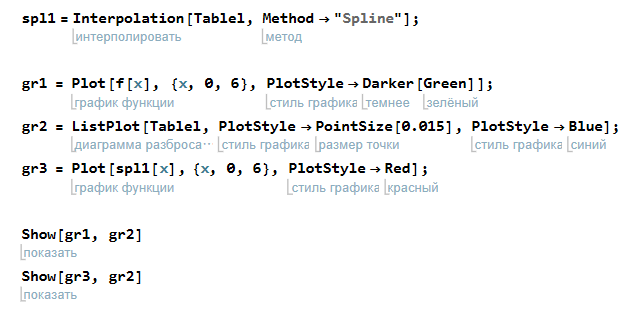 spl1 = Interpolation[Tablel, Method → "Spline"];
интерполировать метод
gr1 = Plot[f[x], {x, 0, 6}, PlotStyle → Darker[Green]];
график функции стиль графика темнее зелёный
gr2 = ListPlot[Tablel, PlotStyle → PointSize[0.015], PlotStyle → Blue];
диаграмма разброса⋯ стиль графика размер точки стиль графика синий
gr3 = Plot[spl1[x], {x, 0, 6}, PlotStyle → Red];
график функции стиль графика красный
Show[gr1, gr2]
показать
Show[gr3, gr2]
показать